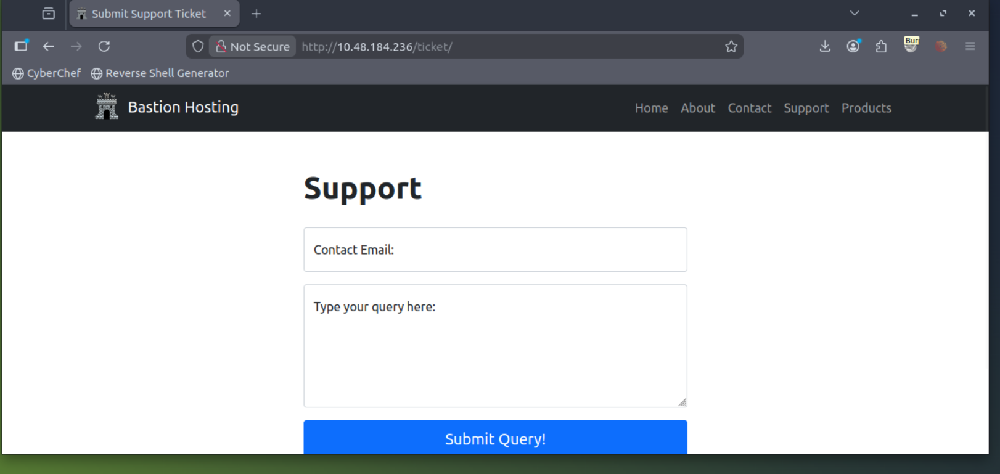 Submit Support Ticket
Not Secure http://10.48.184.236/ticket/
Bur
CyberChef Reverse Shell Generator
Bastion Hosting Home About Contact Support Products
Support
Contact Email:
Type your query here:
Submit Query!